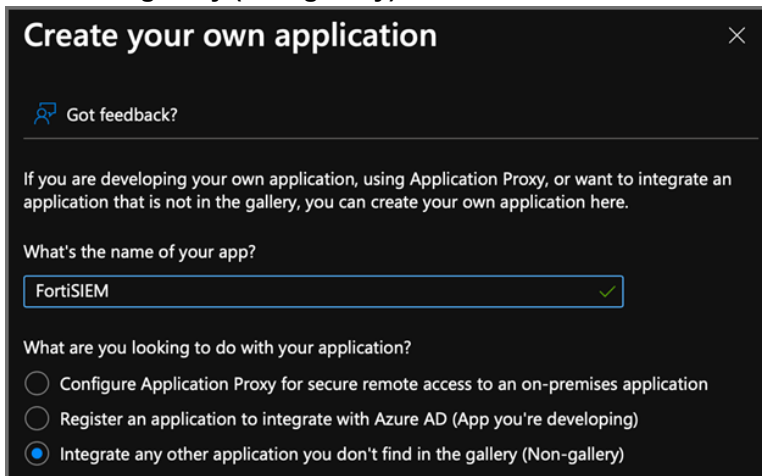 Create your own application
Got feedback?
If you are developing your own application, using Application Proxy, or want to integrate an
application that is not in the gallery, you can create your own application here.
What's the name of your app?
FortiSIEM
What are you looking to do with your application?
Configure Application Proxy for secure remote access to an on-premises application
Register an application to integrate with Azure AD (App you're developing)
Integrate any other application you don't find in the gallery (Non-gallery)